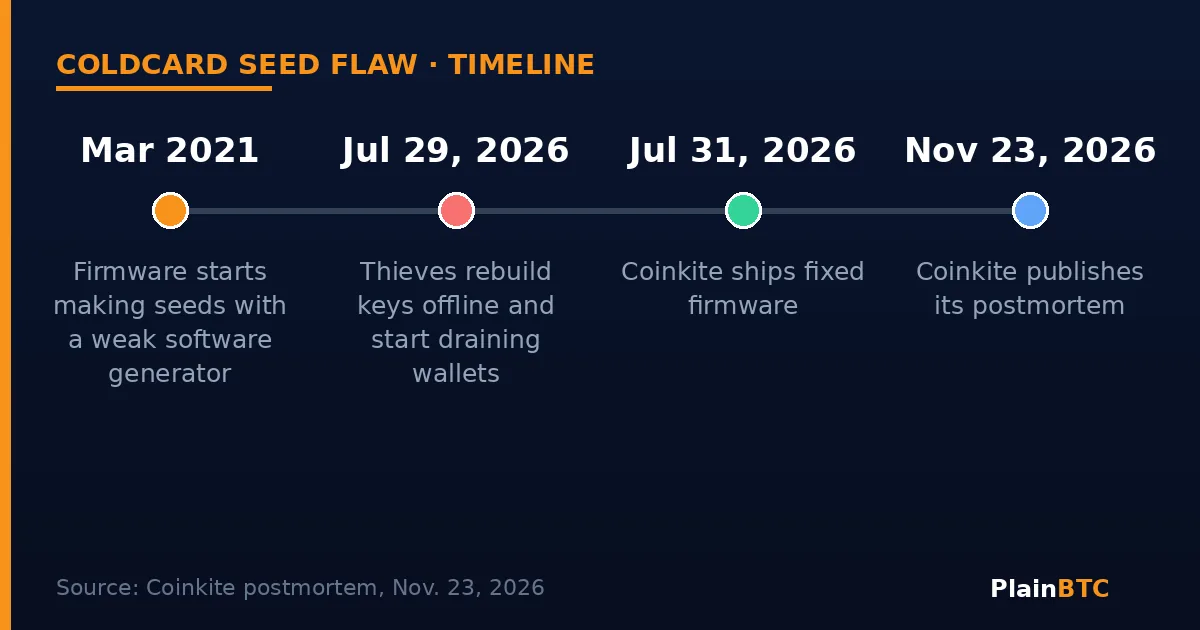 COLDCARD SEED FLAW · TIMELINE
Mar 2021
Firmware starts
making seeds with
a weak software
generator
Jul 29, 2026
Thieves rebuild
keys offline and
start draining
wallets
Jul 31, 2026
Coinkite ships fixed
firmware
Nov 23, 2026
Coinkite publishes
its postmortem
Source: Coinkite postmortem, Nov. 23, 2026
PlainBTC